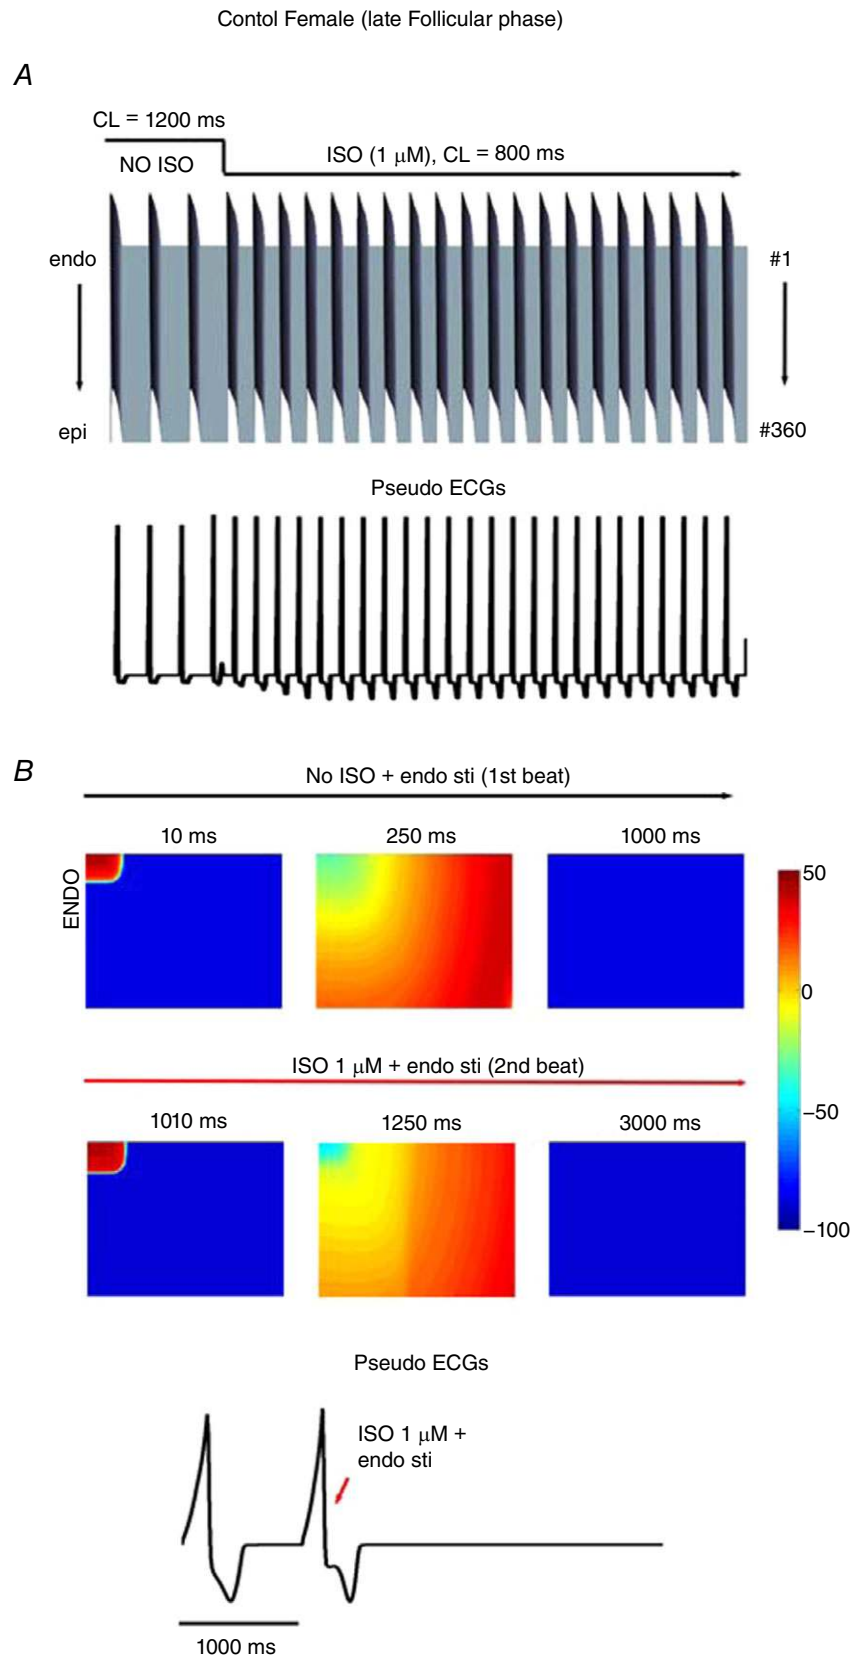 Contol Female (late Follicular phase)
A
CL = 1200 ms
NO ISO
ISO (1 μM), CL = 800 ms
endo
epi
#1
#360
Pseudo ECGs
B
No ISO + endo sti (1st beat)
10 ms
250 ms
1000 ms
ENDO
50
0
−50
−100
ISO 1 μM + endo sti (2nd beat)
1010 ms
1250 ms
3000 ms
Pseudo ECGs
ISO 1 μM +
endo sti
1000 ms